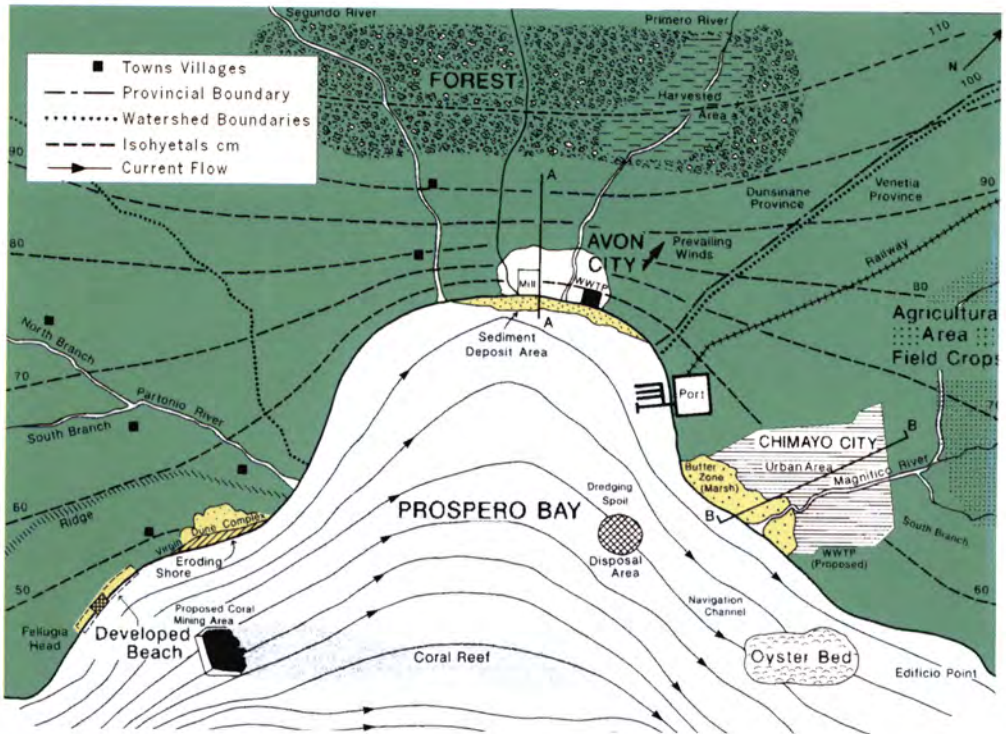 Segundo River
Primero River
110
N
100
Towns Villages
Provincial Boundary
Watershed Boundaries
Isohyetals cm
Current Flow
FOREST
Harvested
Area
90
A
Dunsinane
Province
Venetia
Province
90
80
AVON
CITY
Prevailing
Winds
Railway
Mill
WWTP
80
Agricultural
Area
Field Crops
A
Sediment
Deposit Area
North Branch
70
Partonio River
South Branch
Port
70
B
CHIMAYO CITY
Urban Area
Magnifico River
Buffer
Zone
(Marsh)
B
60
Ridge
Virgin Dune Complex
Eroding
Shore
PROSPERO BAY
Dredging
Spoil
Disposal
Area
South Branch
WWTP
(Proposed)
50
60
Fellugia
Head
Developed
Beach
Proposed Coral
Mining Area
Navigation
Channel
Coral Reef
Oyster Bed
Edificio Point